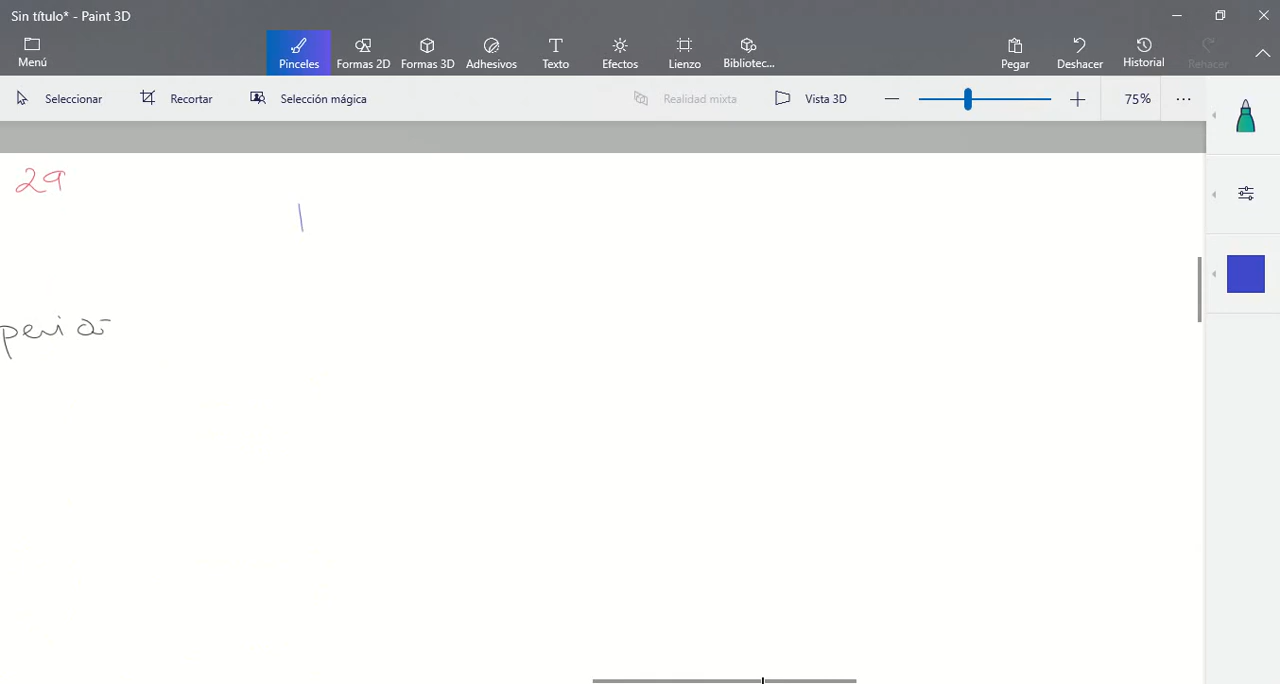 Sin título* - Paint 3D
Menú
Pinceles
Formas 2D
Formas 3D
Adhesivos
Texto
Efectos
Lienzo
Bibliotec...
Pegar
Deshacer
Historial
Rehacer
Seleccionar
Recortar
Selección mágica
Realidad mixta
Vista 3D
75%
29